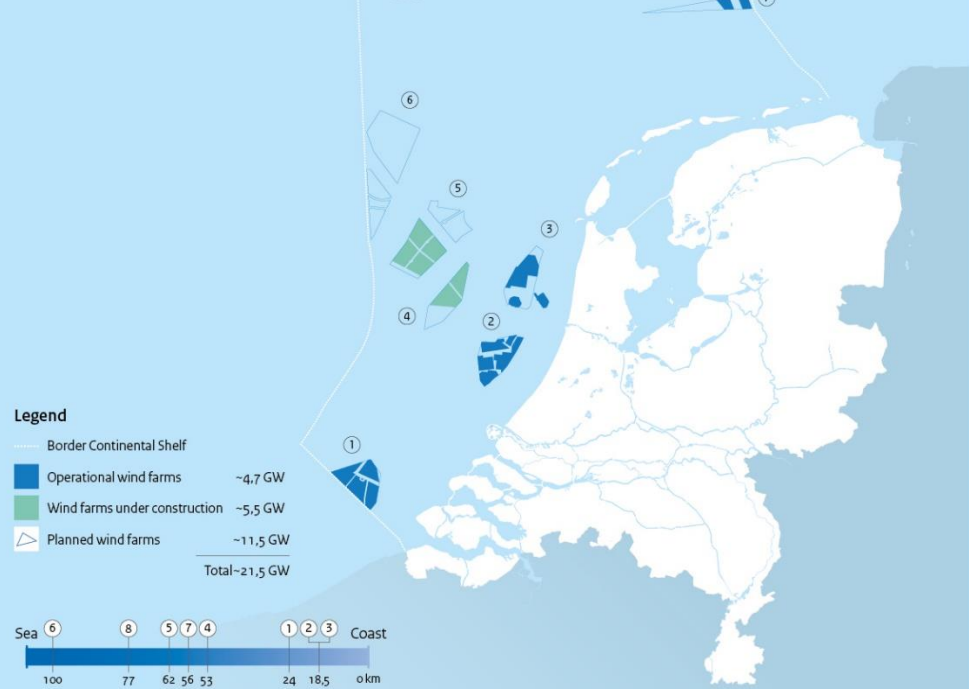 ⑥
⑤
③
②
④
①
Legend
Border Continental Shelf
Operational wind farms ~4,7 GW
Wind farms under construction ~5,5 GW
Planned wind farms ~11,5 GW
Total~21,5 GW
Sea ⑥ ⑧ ⑤ ⑦ ④ ① ② ③ Coast
100 77 62 56 53 24 18,5 0 km